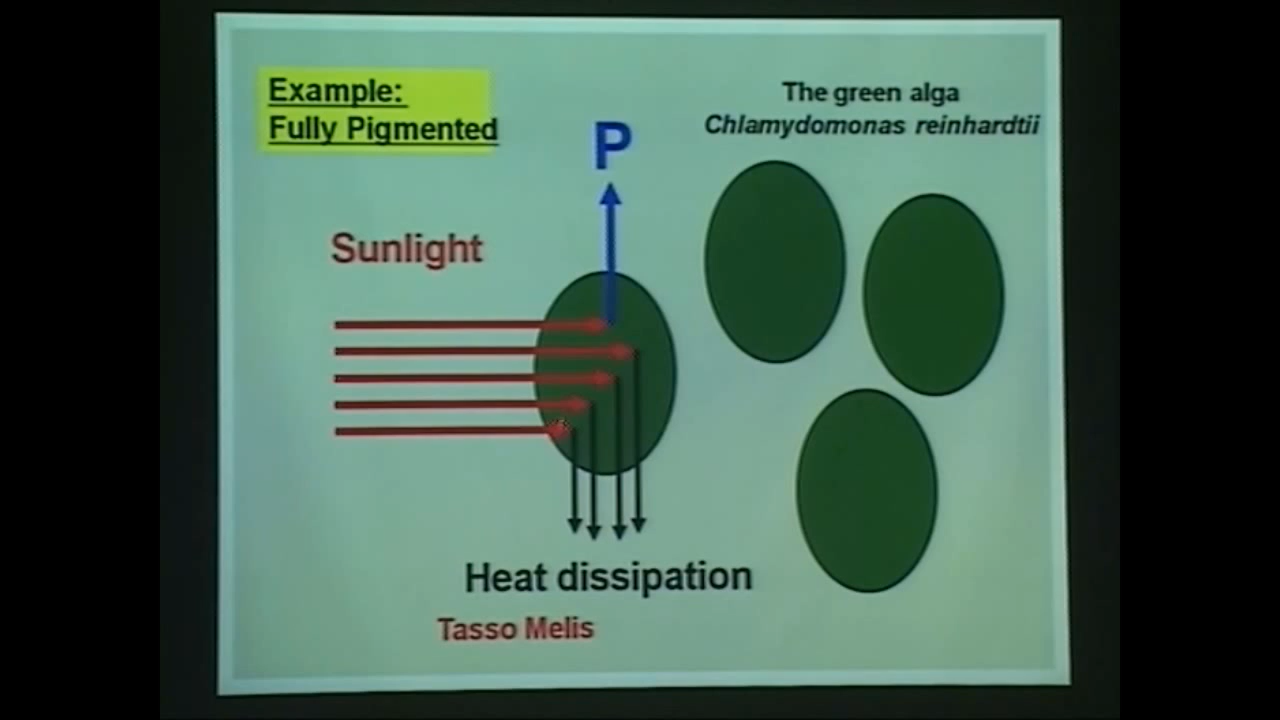 Example:
Fully Pigmented
The green alga
Chlamydomonas reinhardtii
P
Sunlight
Heat dissipation
Tasso Melis